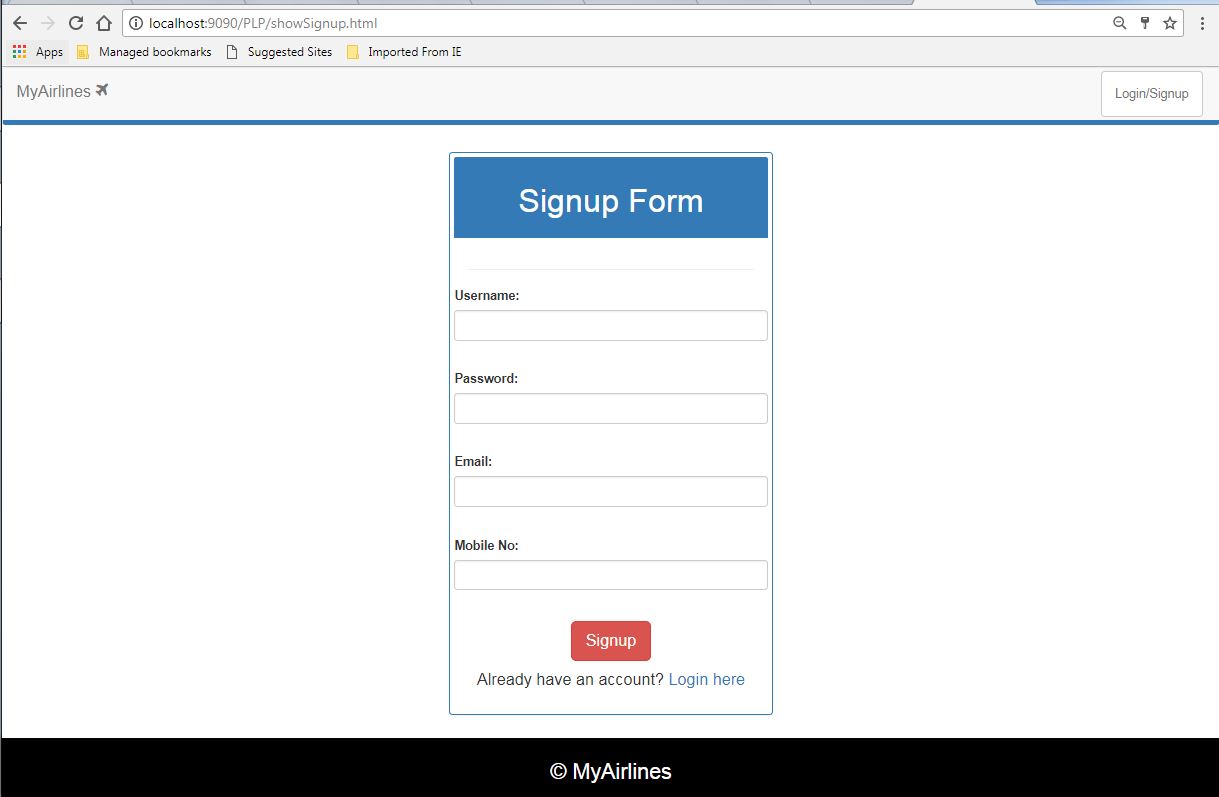 localhost:9090/PLP/showSignup.html
Apps Managed bookmarks Suggested Sites Imported From IE
MyAirlines Login/Signup
Signup Form
Username:
Password:
Email:
Mobile No:
Signup
Already have an account? Login here
© MyAirlines